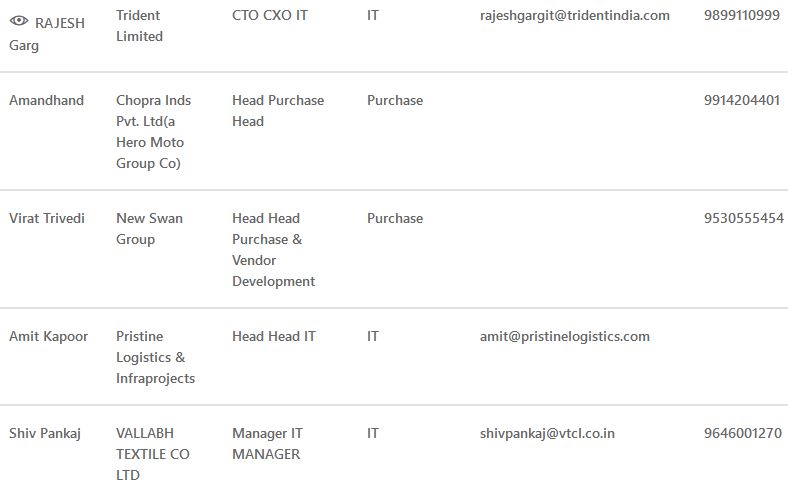 RAJESH Garg Trident Limited CTO CXO IT IT rajeshgargit@tridentindia.com 9899110999
Amandhand Chopra Inds Pvt. Ltd(a Hero Moto Group Co) Head Purchase Head Purchase 9914204401
Virat Trivedi New Swan Group Head Head Purchase & Vendor Development Purchase 9530555454
Amit Kapoor Pristine Logistics & Infraprojects Head Head IT IT amit@pristinelogistics.com
Shiv Pankaj VALLABH TEXTILE CO LTD Manager IT MANAGER IT shivpankaj@vtcl.co.in 9646001270